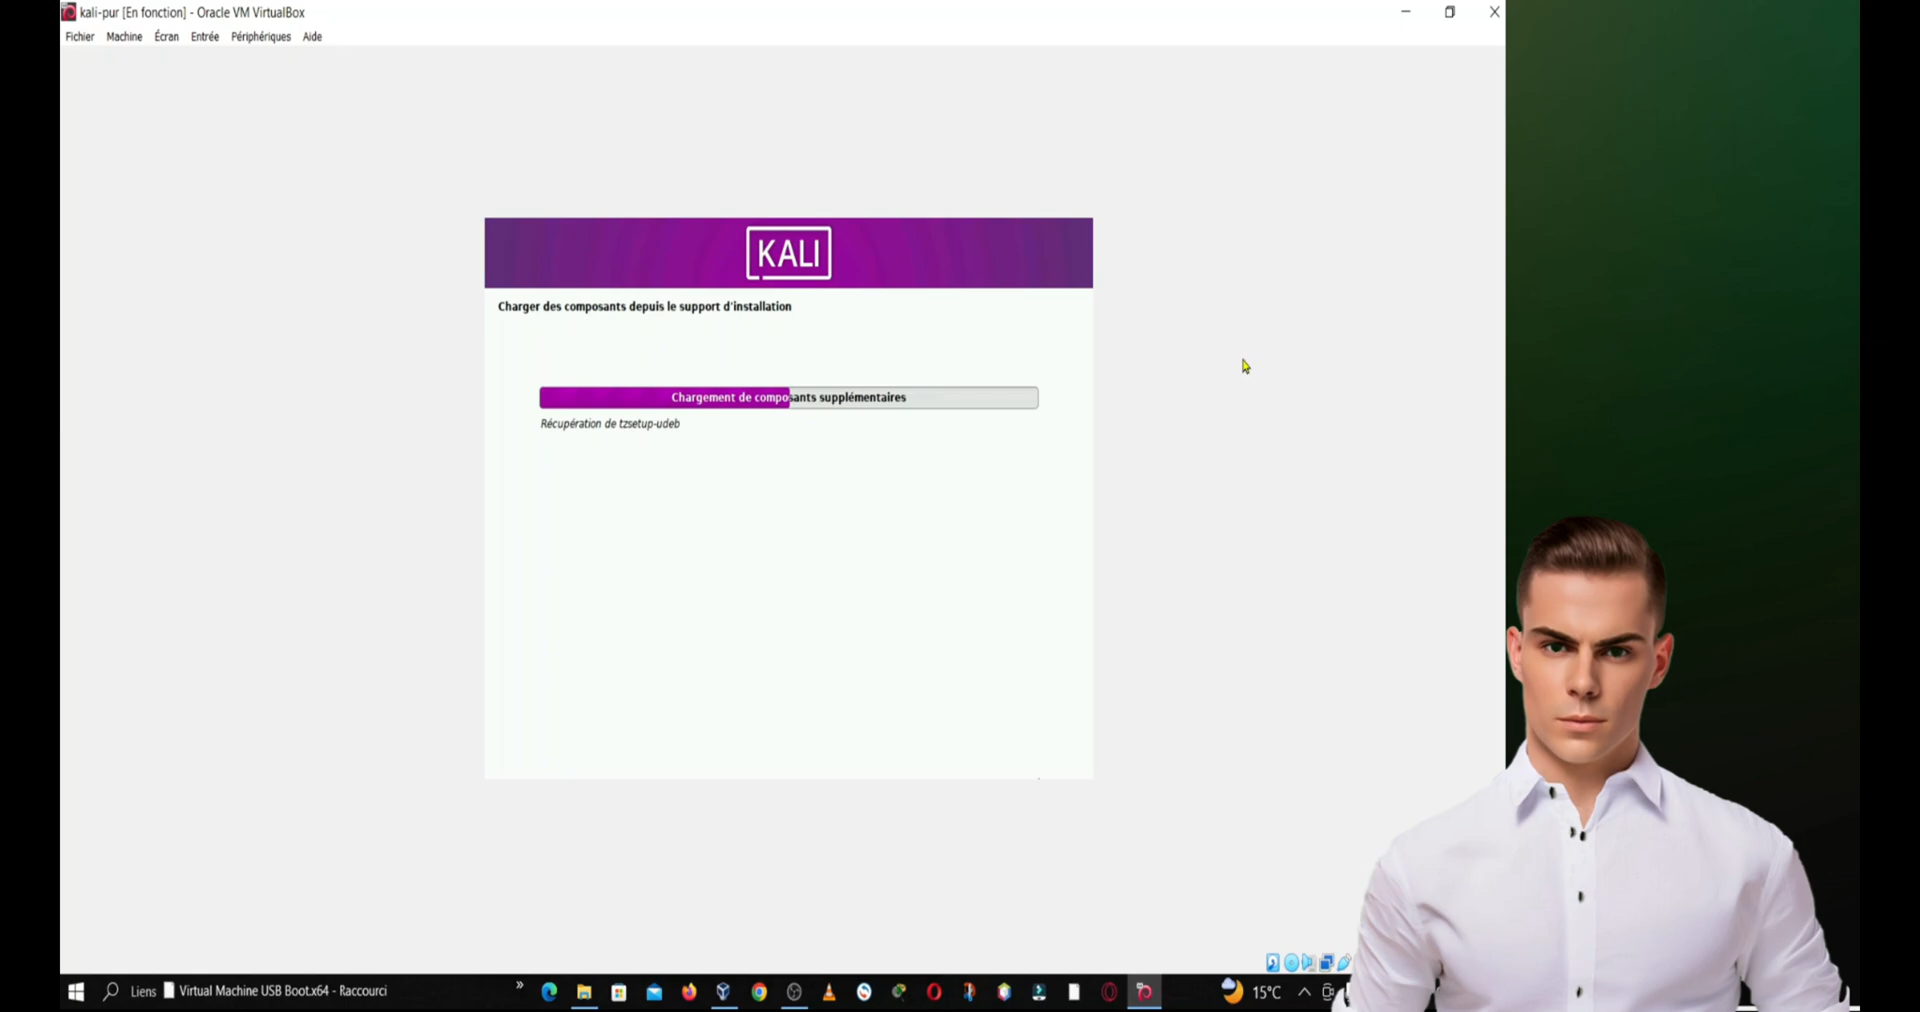 kali-pur [En fonction] - Oracle VM VirtualBox
Fichier Machine Écran Entrée Périphériques Aide
KALI
Charger des composants depuis le support d'installation
Chargement de composants supplémentaires
Récupération de tzsetup-udeb
Liens Virtual Machine USB Boot.x64 - Raccourci » 15°C